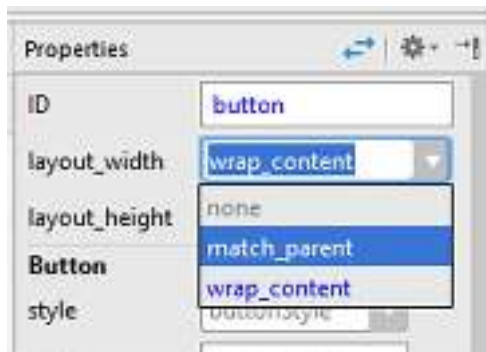 Properties
ID button
layout_width wrap_content
layout_height none
match_parent
Button
wrap_content
style buttonStyle